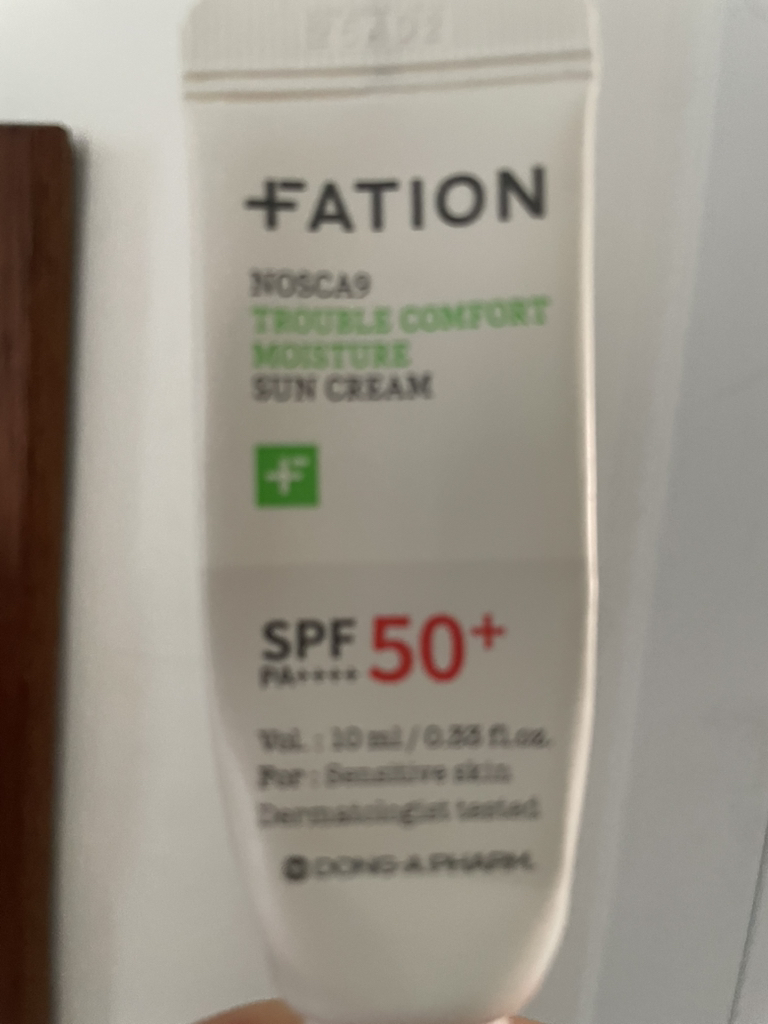 FATION
NOSCA9
TROUBLE COMFORT
MOISTURE
SUN CREAM
SPF 50+
PA++++
Vol. : 10 ml / 0.33 fl.oz.
For : Sensitive skin
Dermatologist tested
DONG-A PHARM.